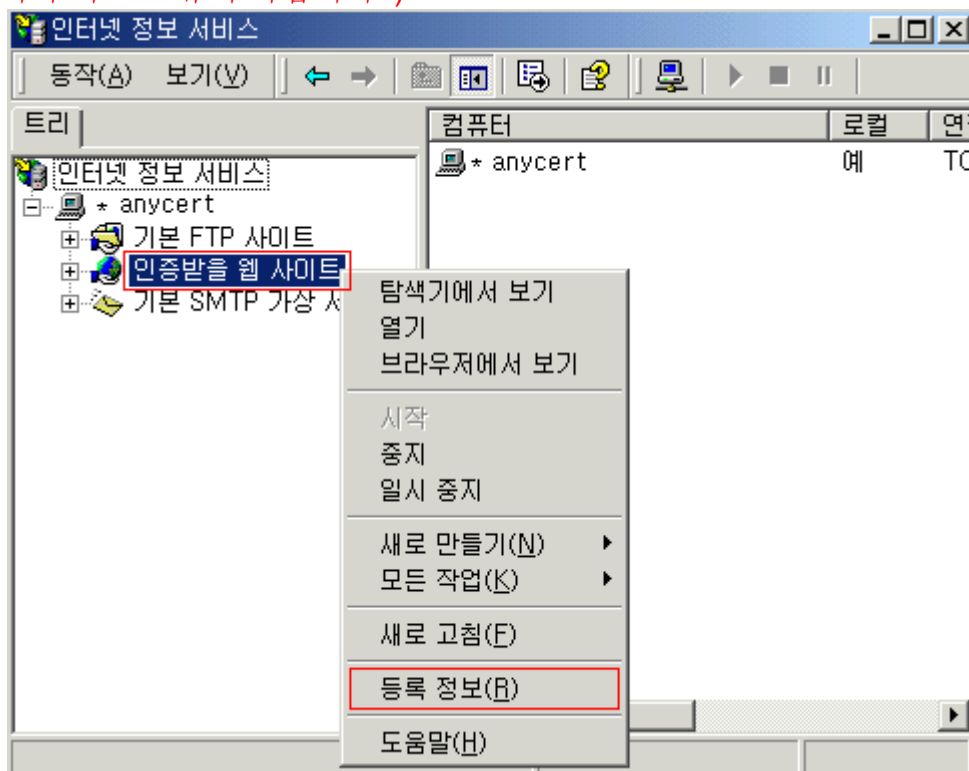 인터넷 정보 서비스
동작(A) 보기(V)
트리
컴퓨터 로컬
인터넷 정보 서비스
* anycert 예
* anycert
기본 FTP 사이트
인증받을 웹 사이트
기본 SMTP 가상
탐색기에서 보기
열기
브라우저에서 보기
시작
중지
일시 중지
새로 만들기(N)
모든 작업(K)
새로 고침(F)
등록 정보(R)
도움말(H)